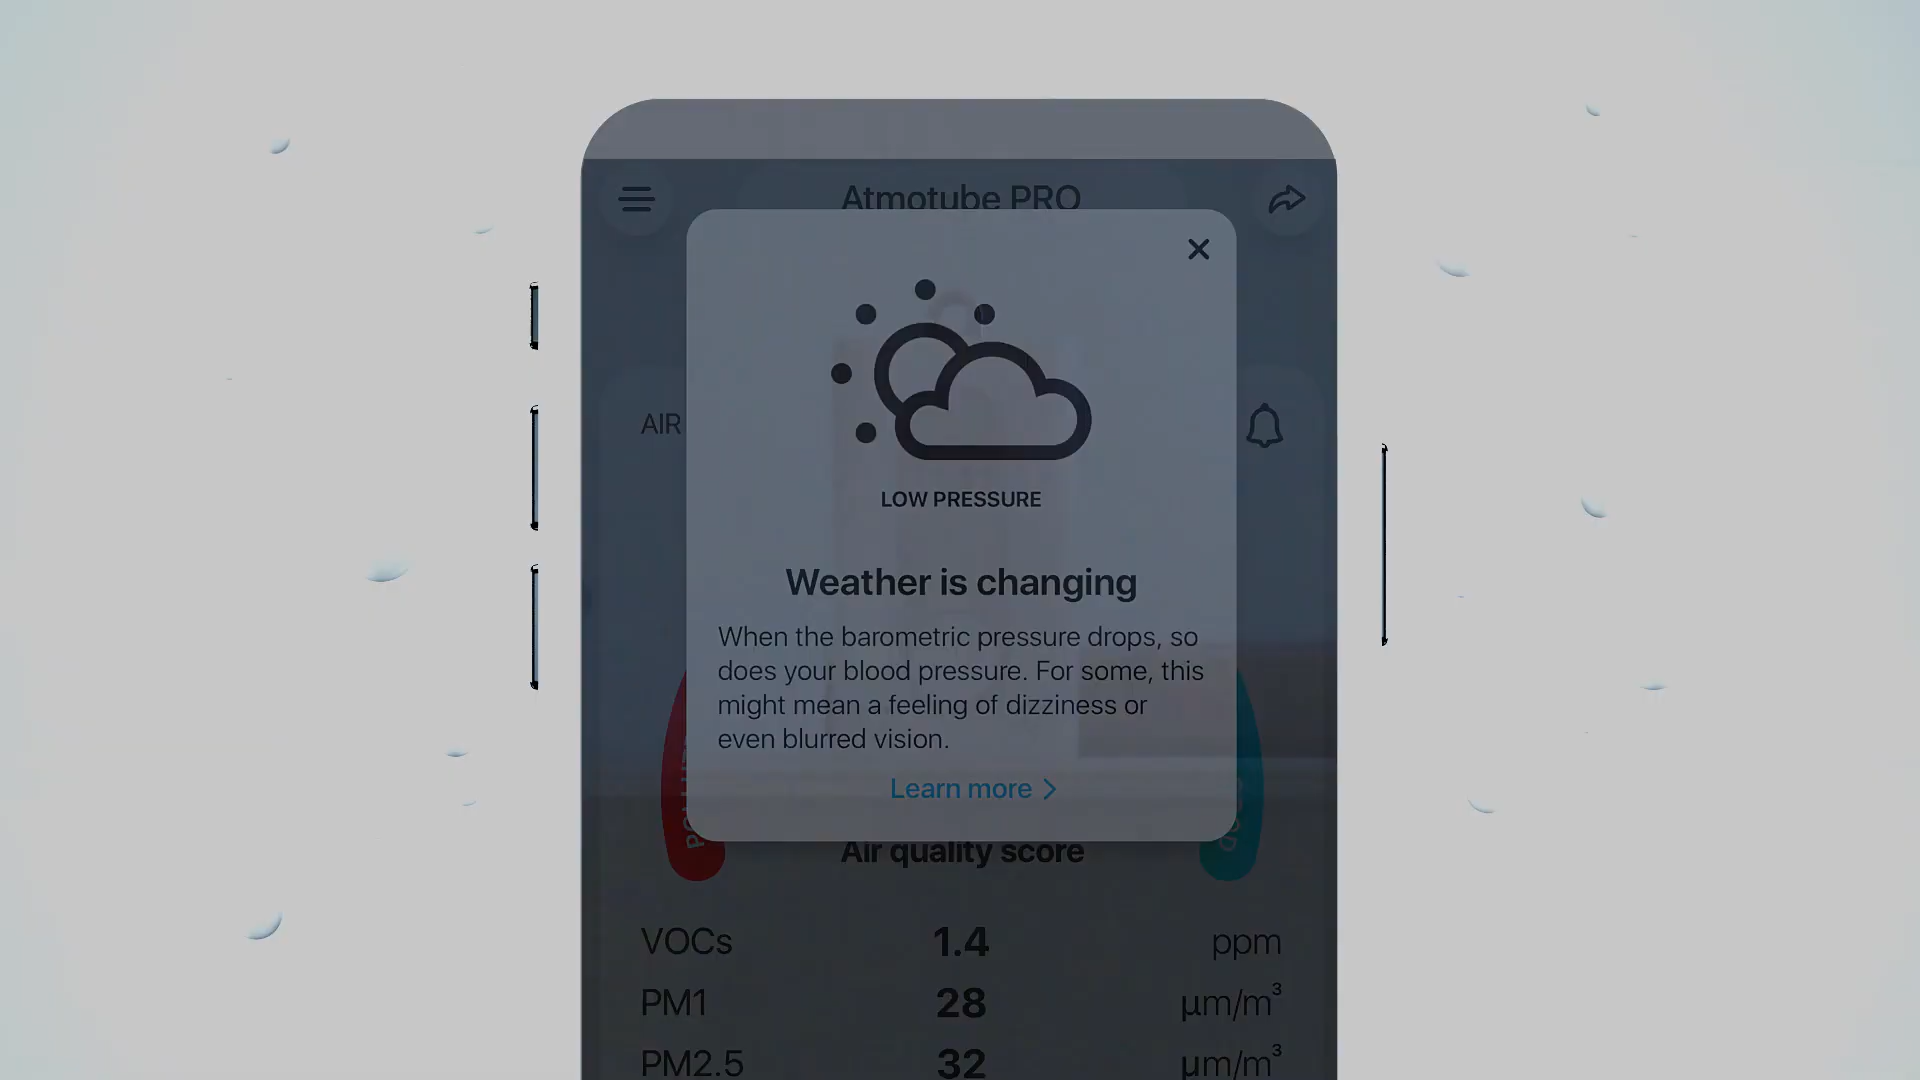 Atmotube PRO
AIR
LOW PRESSURE
Weather is changing
When the barometric pressure drops, so
does your blood pressure. For some, this
might mean a feeling of dizziness or
even blurred vision.
Learn more
Air quality score
VOCs 1.4 ppm
PM1 28 µm/m³
PM2.5 32 µm/m³